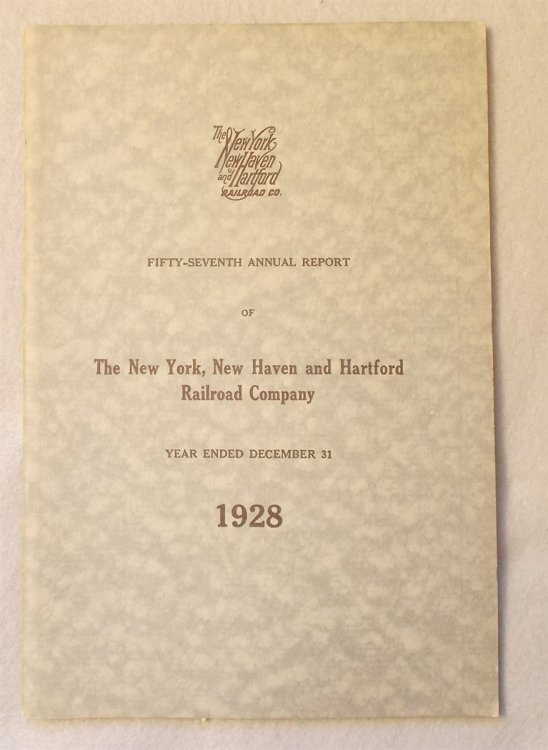 The New York
New Haven
and Hartford
RAILROAD CO.
FIFTY-SEVENTH ANNUAL REPORT
OF
The New York, New Haven and Hartford
Railroad Company
YEAR ENDED DECEMBER 31
1928